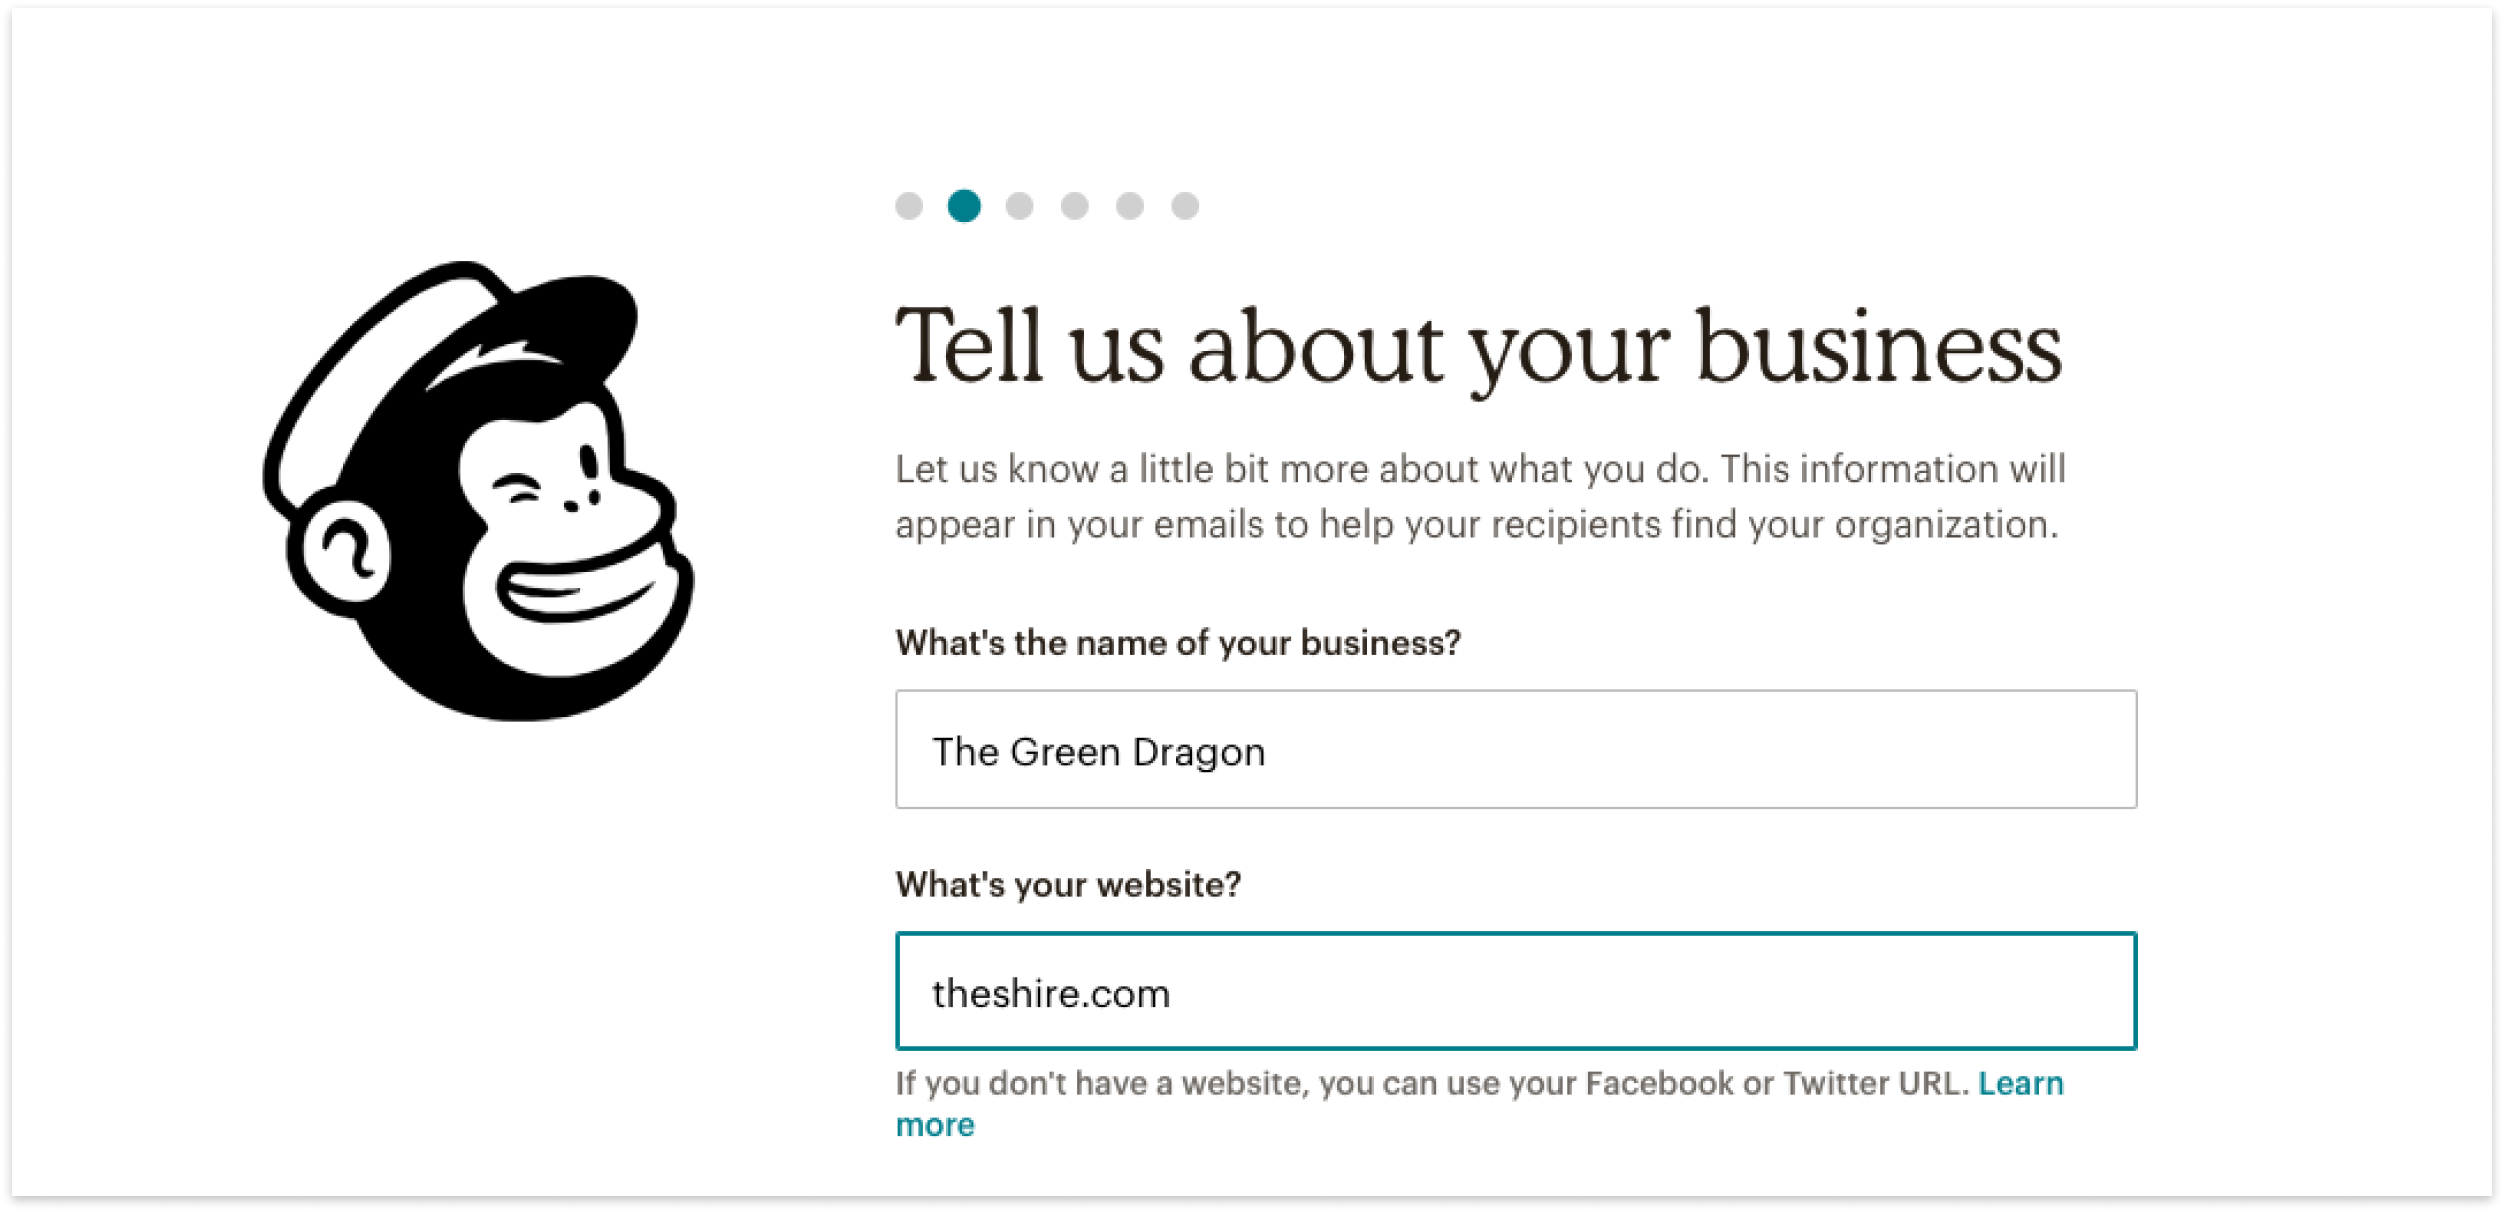 Tell us about your business
Let us know a little bit more about what you do. This information will
appear in your emails to help your recipients find your organization.
What's the name of your business?
The Green Dragon
What's your website?
theshire.com
If you don't have a website, you can use your Facebook or Twitter URL. Learn
more